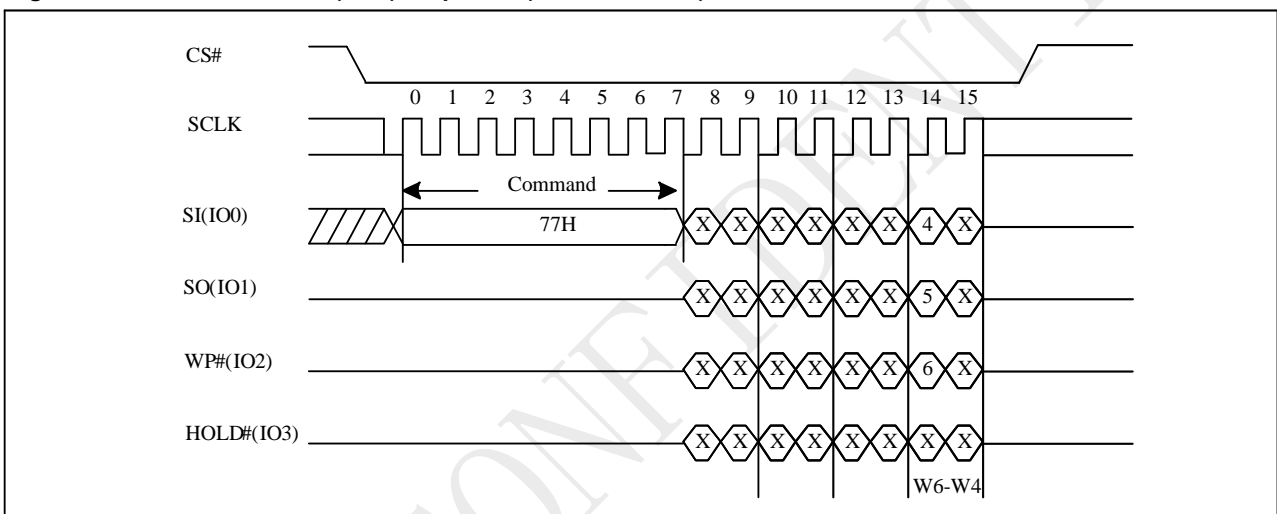 CS#
0 1 2 3 4 5 6 7 8 9 10 11 12 13 14 15
SCLK
Command
SI(IO0) 77H X X X X X X 4 X
SO(IO1) X X X X X X 5 X
WP#(IO2) X X X X X X 6 X
HOLD#(IO3) X X X X X X X X
W6-W4